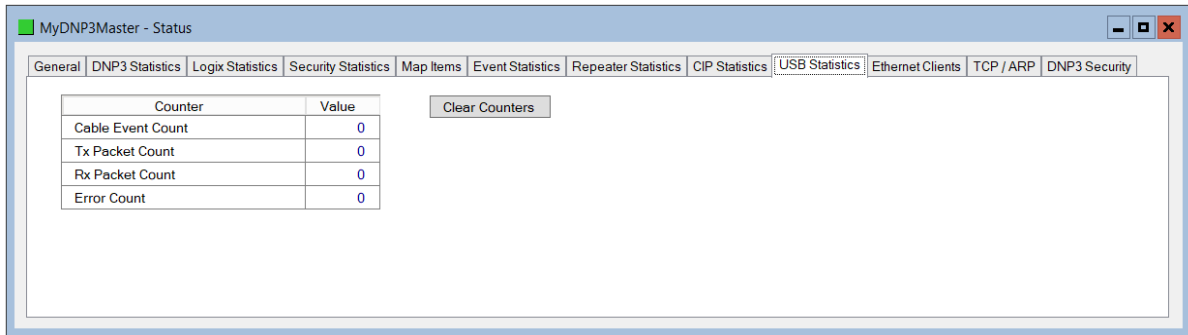 MyDNP3Master - Status
General DNP3 Statistics Logix Statistics Security Statistics Map Items Event Statistics Repeater Statistics CIP Statistics USB Statistics Ethernet Clients TCP / ARP DNP3 Security
Counter Value Clear Counters
Cable Event Count 0
Tx Packet Count 0
Rx Packet Count 0
Error Count 0